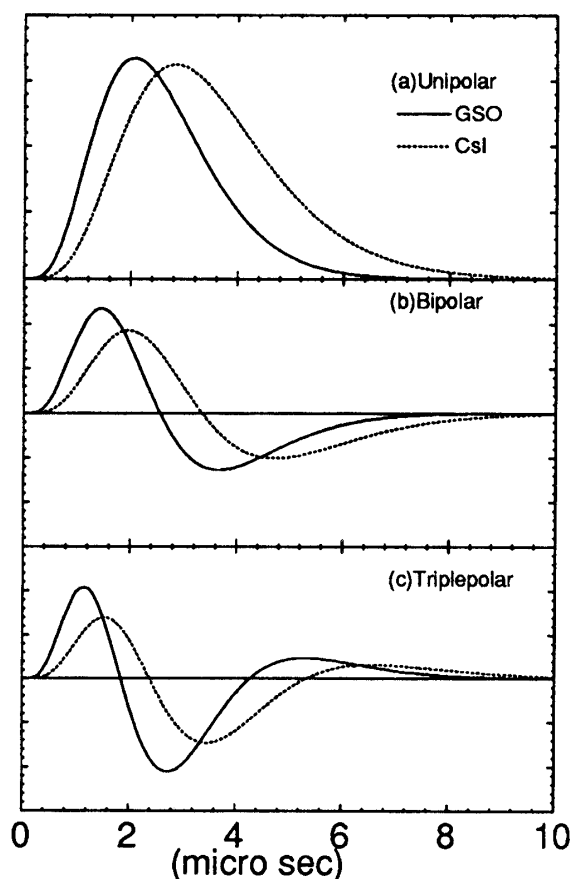 (a)Unipolar
GSO
CsI
(b)Bipolar
(c)Triplepolar
0 2 4 6 8 10
(micro sec)